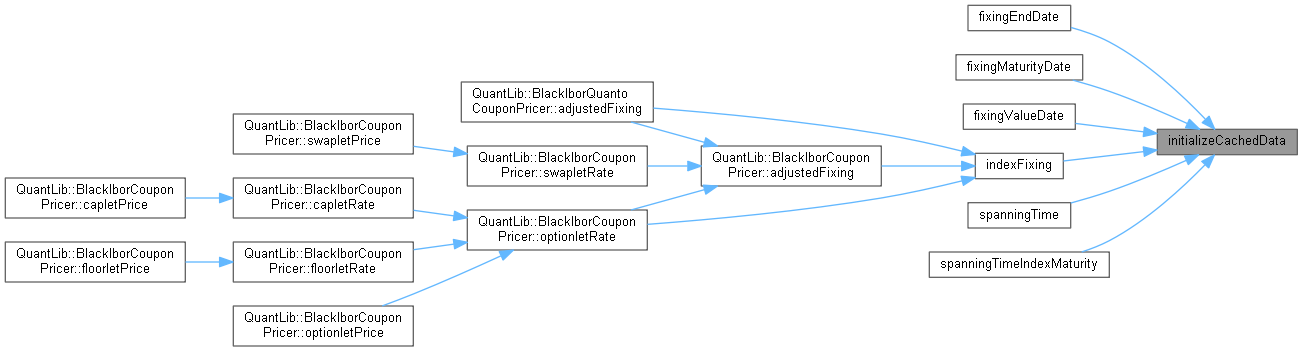 fixingEndDate
fixingMaturityDate
QuantLib::BlackIborQuanto
CouponPricer::adjustedFixing
fixingValueDate
QuantLib::BlackIborCoupon
Pricer::swapletPrice
initializeCachedData
QuantLib::BlackIborCoupon
Pricer::swapletRate
QuantLib::BlackIborCoupon
Pricer::adjustedFixing
indexFixing
QuantLib::BlackIborCoupon
Pricer::capletPrice
QuantLib::BlackIborCoupon
Pricer::capletRate
QuantLib::BlackIborCoupon
Pricer::optionletRate
spanningTime
QuantLib::BlackIborCoupon
Pricer::floorletPrice
QuantLib::BlackIborCoupon
Pricer::floorletRate
spanningTimeIndexMaturity
QuantLib::BlackIborCoupon
Pricer::optionletPrice